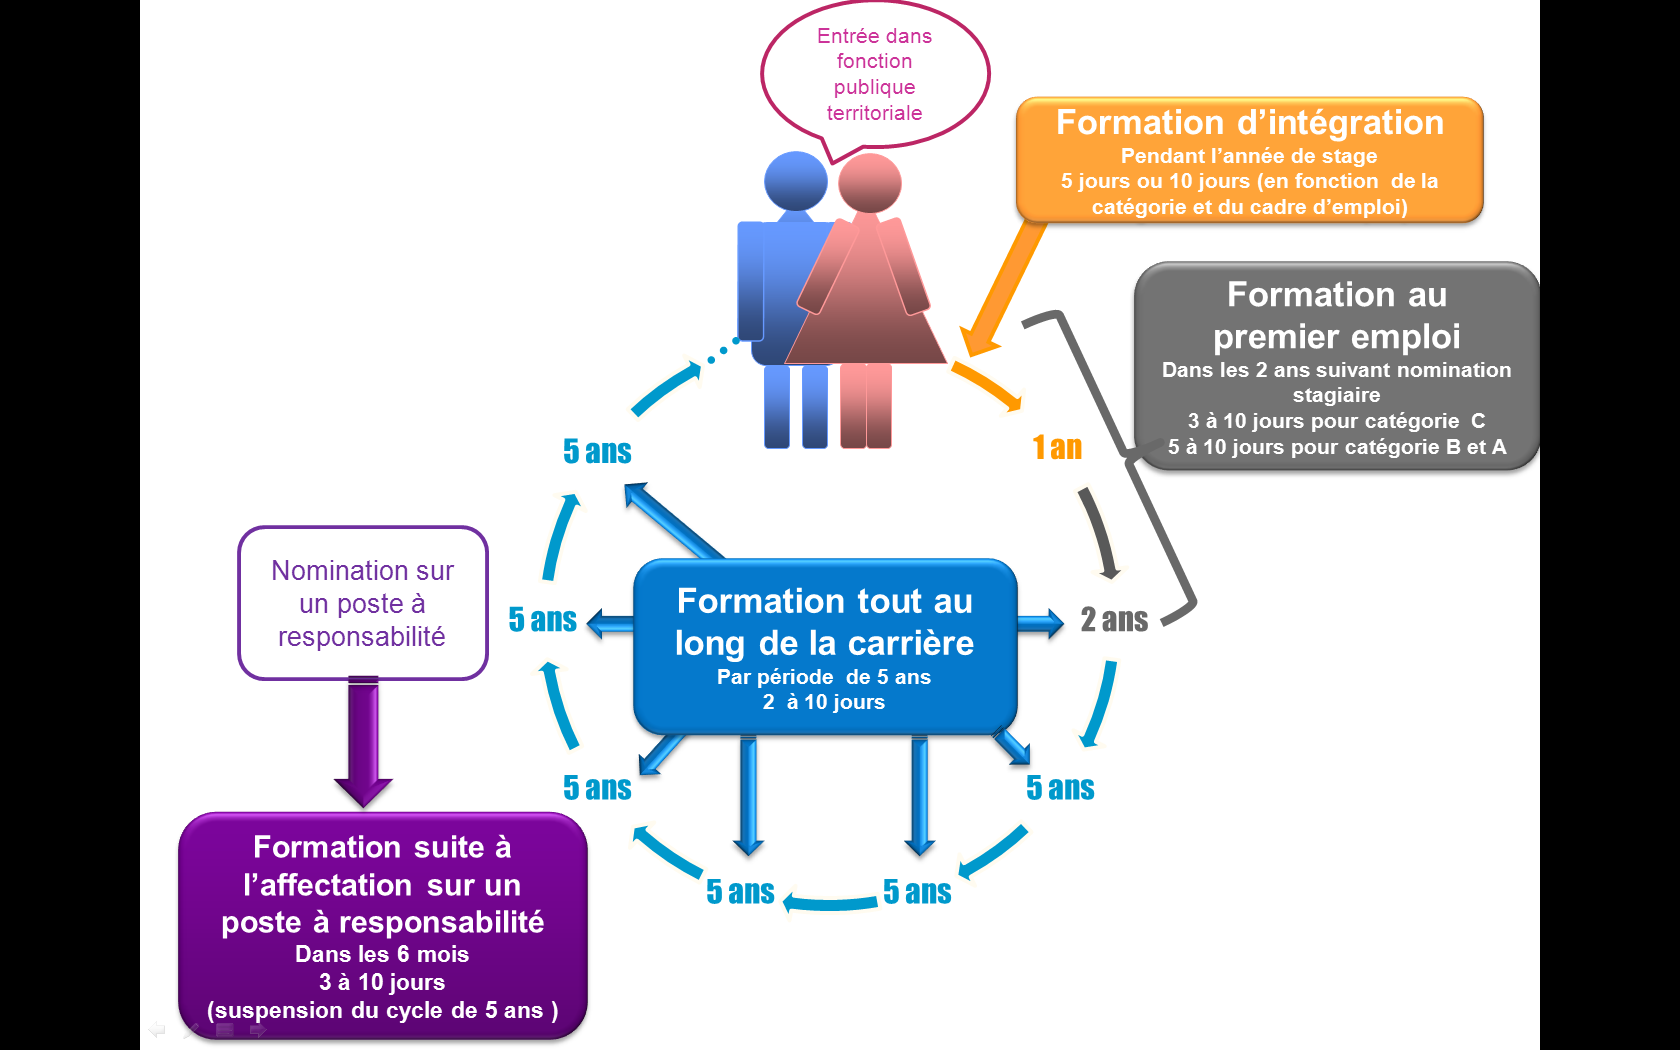 Entrée dans
fonction
publique
territoriale
Formation d’intégration
Pendant l’année de stage
5 jours ou 10 jours (en fonction de la
catégorie et du cadre d’emploi)
Formation au
premier emploi
Dans les 2 ans suivant nomination
stagiaire
3 à 10 jours pour catégorie C
5 à 10 jours pour catégorie B et A
1 an
2 ans
5 ans
5 ans
5 ans
5 ans
5 ans
5 ans
Formation tout au
long de la carrière
Par période de 5 ans
2 à 10 jours
Nomination sur
un poste à
responsabilité
Formation suite à
l’affectation sur un
poste à responsabilité
Dans les 6 mois
3 à 10 jours
(suspension du cycle de 5 ans )